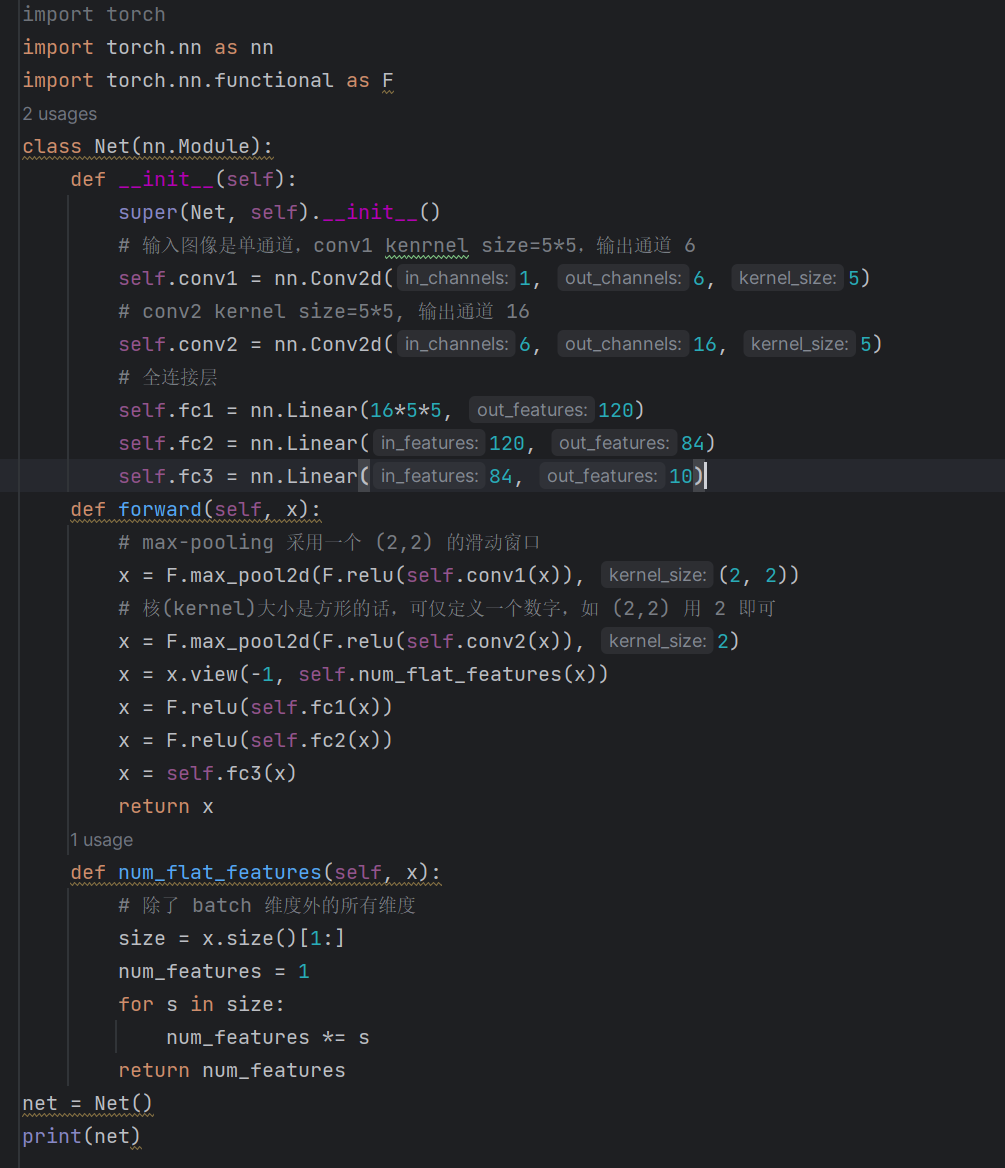 import torch
import torch.nn as nn
import torch.nn.functional as F
2 usages
class Net(nn.Module):
    def __init__(self):
        super(Net, self).__init__()
        # 输入图像是单通道，conv1 kenrnel size=5*5，输出通道 6
        self.conv1 = nn.Conv2d( in_channels: 1, out_channels: 6, kernel_size: 5)
        # conv2 kernel size=5*5, 输出通道 16
        self.conv2 = nn.Conv2d( in_channels: 6, out_channels: 16, kernel_size: 5)
        # 全连接层
        self.fc1 = nn.Linear(16*5*5, out_features: 120)
        self.fc2 = nn.Linear( in_features: 120, out_features: 84)
        self.fc3 = nn.Linear( in_features: 84, out_features: 10)
    def forward(self, x):
        # max-pooling 采用一个 (2,2) 的滑动窗口
        x = F.max_pool2d(F.relu(self.conv1(x)), kernel_size: (2, 2))
        # 核(kernel)大小是方形的话，可仅定义一个数字，如 (2,2) 用 2 即可
        x = F.max_pool2d(F.relu(self.conv2(x)), kernel_size: 2)
        x = x.view(-1, self.num_flat_features(x))
        x = F.relu(self.fc1(x))
        x = F.relu(self.fc2(x))
        x = self.fc3(x)
        return x
    1 usage
    def num_flat_features(self, x):
        # 除了 batch 维度外的所有维度
        size = x.size()[1:]
        num_features = 1
        for s in size:
            num_features *= s
        return num_features
net = Net()
print(net)